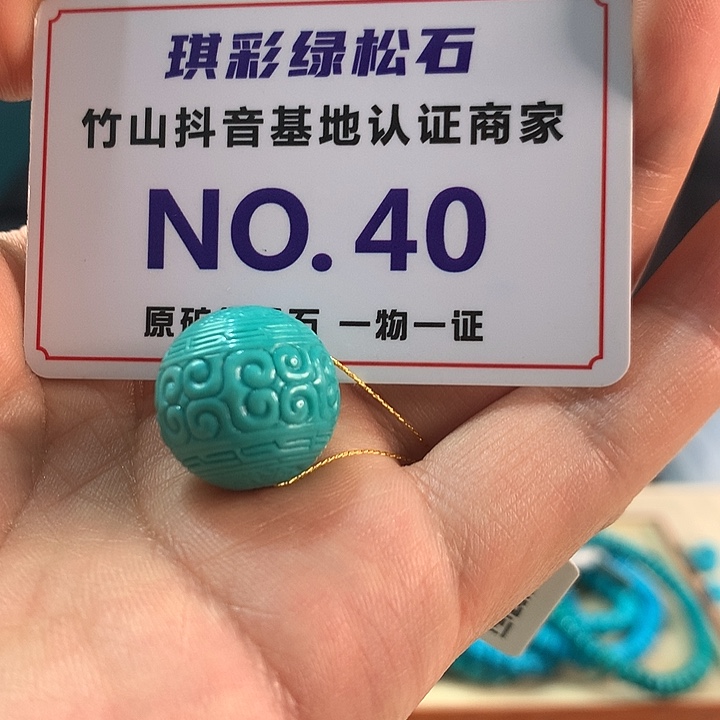 琪彩绿松石
竹山抖音基地认证商家
NO. 40
原矿石 一物一证